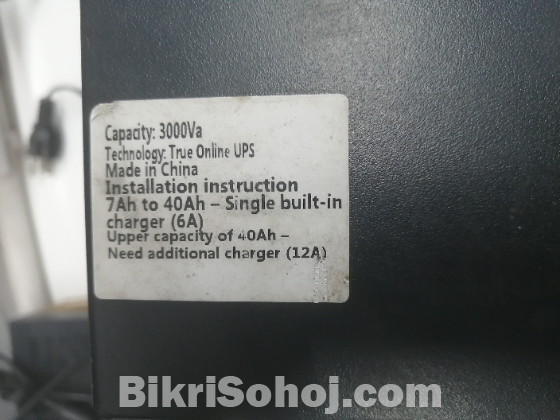 Capacity: 3000Va
Technology: True Online UPS
Made in China
Installation instruction
7Ah to 40Ah – Single built-in
charger (6A)
Upper capacity of 40Ah –
Need additional charger (12A)
BikriSohoj.com